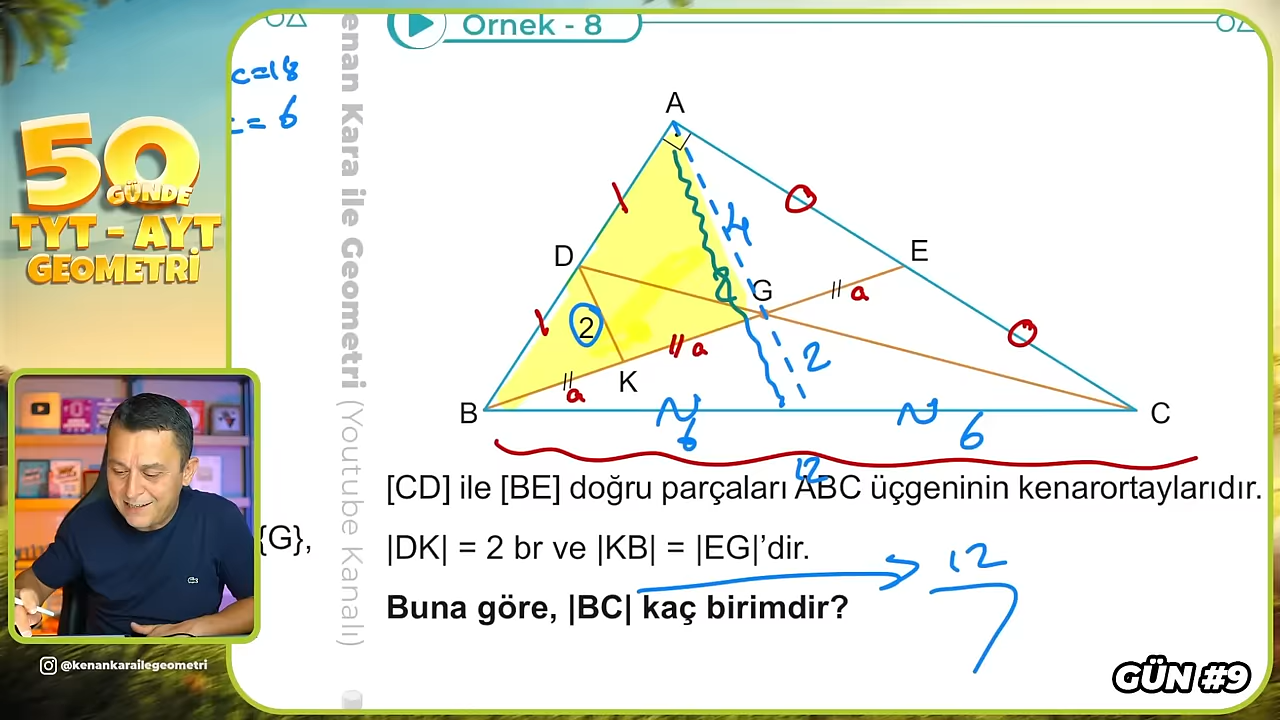 Örnek - 8
c=18
= 6
50
GÜNDE
TYT - AYT
GEOMETRİ
enan Kara ile Geometri (Youtube Kanalı)
A
4
D
E
G
a
2
a
2
K
a
B
C
6
6
12
[CD] ile [BE] doğru parçaları ABC üçgeninin kenarortaylarıdır.
{G},
|DK| = 2 br ve |KB| = |EG|'dir.
12
Buna göre, |BC| kaç birimdir?
@kenankarailegeometri
GÜN #9